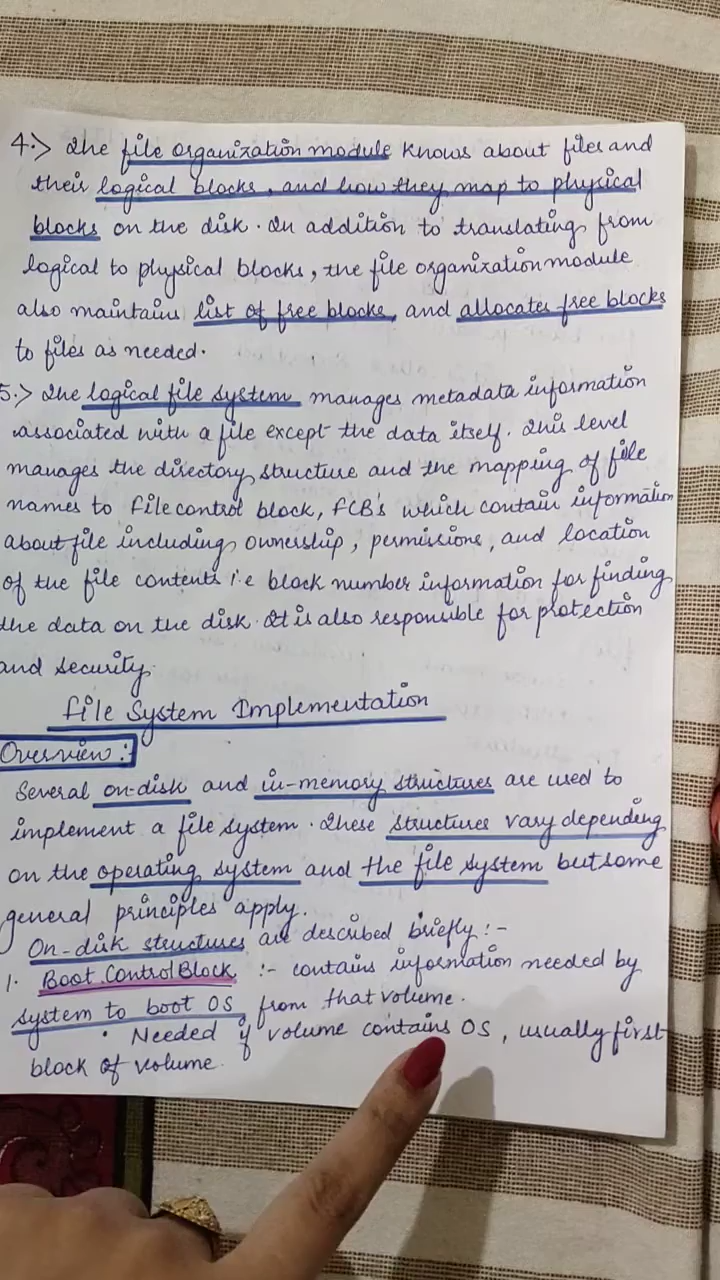 4.> The file organization module knows about files and
their logical blocks, and how they map to physical
blocks on the disk. In addition to translating from
logical to physical blocks, the file organization module
also maintains list of free blocks, and allocates free blocks
to files as needed.
5.> The logical file system manages metadata information
associated with a file except the data itself. This level
manages the directory structure and the mapping of file
names to file control block, FCB's which contain information
about file including ownership, permissions, and location
of the file contents i.e block number information for finding
the data on the disk. It is also responsible for protection
and security.
File System Implementation
Overview:-
Several on-disk and in-memory structures are used to
implement a file system. These structures vary depending
on the operating system and the file system but some
general principles apply.
On-disk structures are described briefly:-
1. Boot Control Block :- contains information needed by
system to boot OS from that volume.
• Needed if volume contains OS, usually first
block of volume.